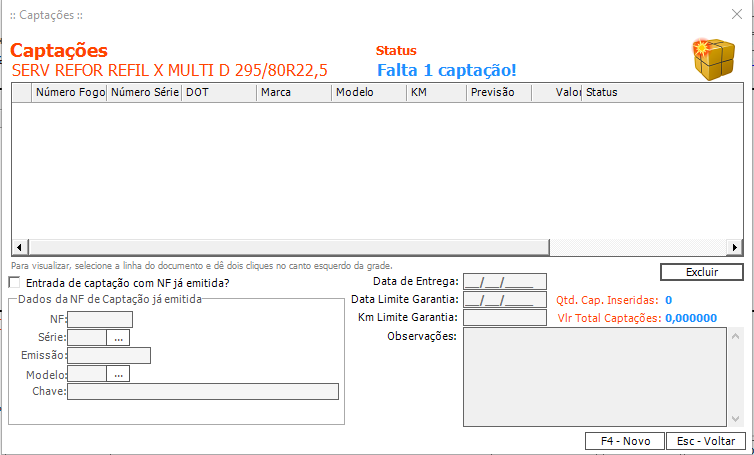 :: Captações ::
Captações
Status
SERV REFOR REFIL X MULTI D 295/80R22,5
Falta 1 captação!
Número Fogo Número Série DOT Marca Modelo KM Previsão Valor Status
Para visualizar, selecione a linha do documento e dê dois cliques no canto esquerdo da grade.
Excluir
Entrada de captação com NF já emitida?
Data de Entrega: __/__/____
Dados da NF de Captação já emitida
Data Limite Garantia: __/__/____
Qtd. Cap. Inseridas: 0
NF:
Km Limite Garantia:
Vlr Total Captações: 0,000000
Série: ...
Observações:
Emissão:
Modelo: ...
Chave:
F4 - Novo
Esc - Voltar